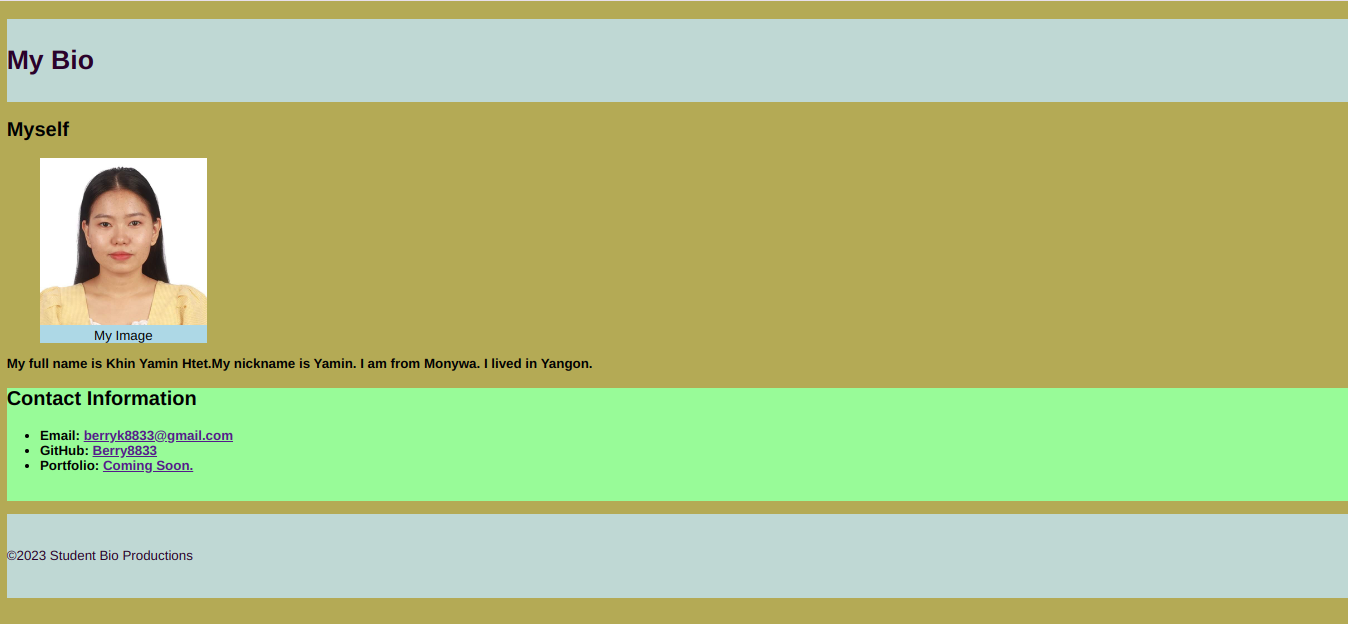 My Bio
Myself
My Image
My full name is Khin Yamin Htet.My nickname is Yamin. I am from Monywa. I lived in Yangon.
Contact Information
Email: berryk8833@gmail.com
GitHub: Berry8833
Portfolio: Coming Soon.
©2023 Student Bio Productions